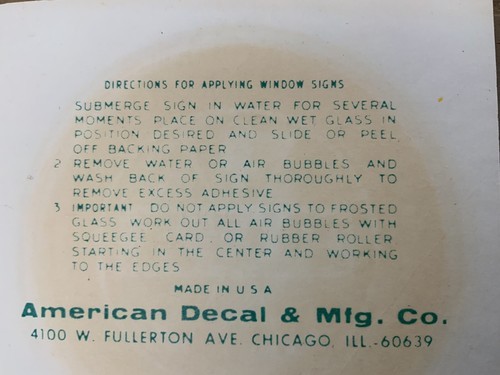 DIRECTIONS FOR APPLYING WINDOW SIGNS
SUBMERGE SIGN IN WATER FOR SEVERAL
MOMENTS PLACE ON CLEAN WET GLASS IN
POSITION DESIRED AND SLIDE OR PEEL
OFF BACKING PAPER
2 REMOVE WATER OR AIR BUBBLES AND
WASH BACK OF SIGN THOROUGHLY TO
REMOVE EXCESS ADHESIVE
3 IMPORTANT DO NOT APPLY SIGNS TO FROSTED
GLASS WORK OUT ALL AIR BUBBLES WITH
SQUEEGEE CARD, OR RUBBER ROLLER
STARTING IN THE CENTER AND WORKING
TO THE EDGES
MADE IN U S A
American Decal & Mfg. Co.
4100 W. FULLERTON AVE. CHICAGO, ILL.-60639